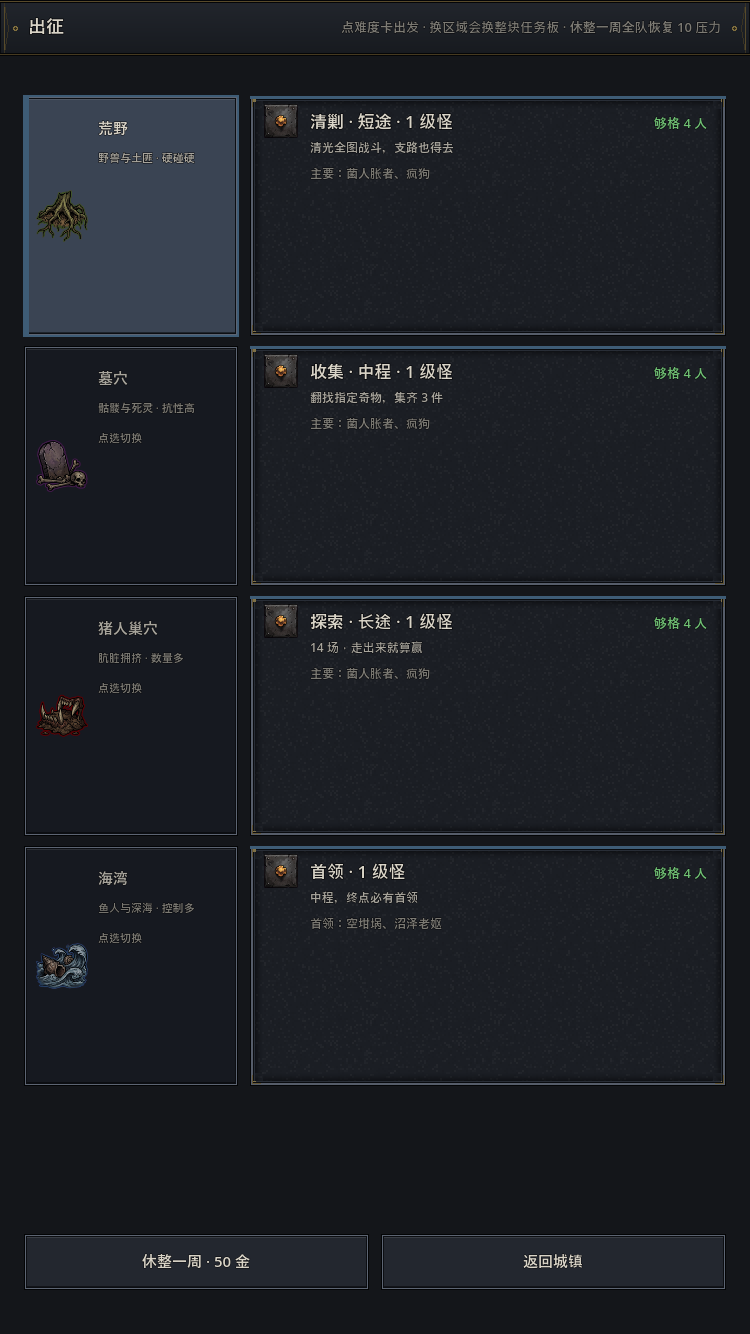 出征
点难度卡出发 · 换区域会换整块任务板 · 休整一周全队恢复 10 压力
荒野
野兽与土匪 · 硬碰硬
清剿 · 短途 · 1 级怪
够格 4 人
清光全图战斗，支路也得去
主要：菌人胀者、疯狗
墓穴
骷髅与死灵 · 抗性高
点选切换
收集 · 中程 · 1 级怪
够格 4 人
翻找指定奇物，集齐 3 件
主要：菌人胀者、疯狗
猪人巢穴
肮脏拥挤 · 数量多
点选切换
探索 · 长途 · 1 级怪
够格 4 人
14 场 · 走出来就算赢
主要：菌人胀者、疯狗
海湾
鱼人与深海 · 控制多
点选切换
首领 · 1 级怪
够格 4 人
中程，终点必有首领
首领：空坩埚、沼泽老妪
休整一周 · 50 金
返回城镇